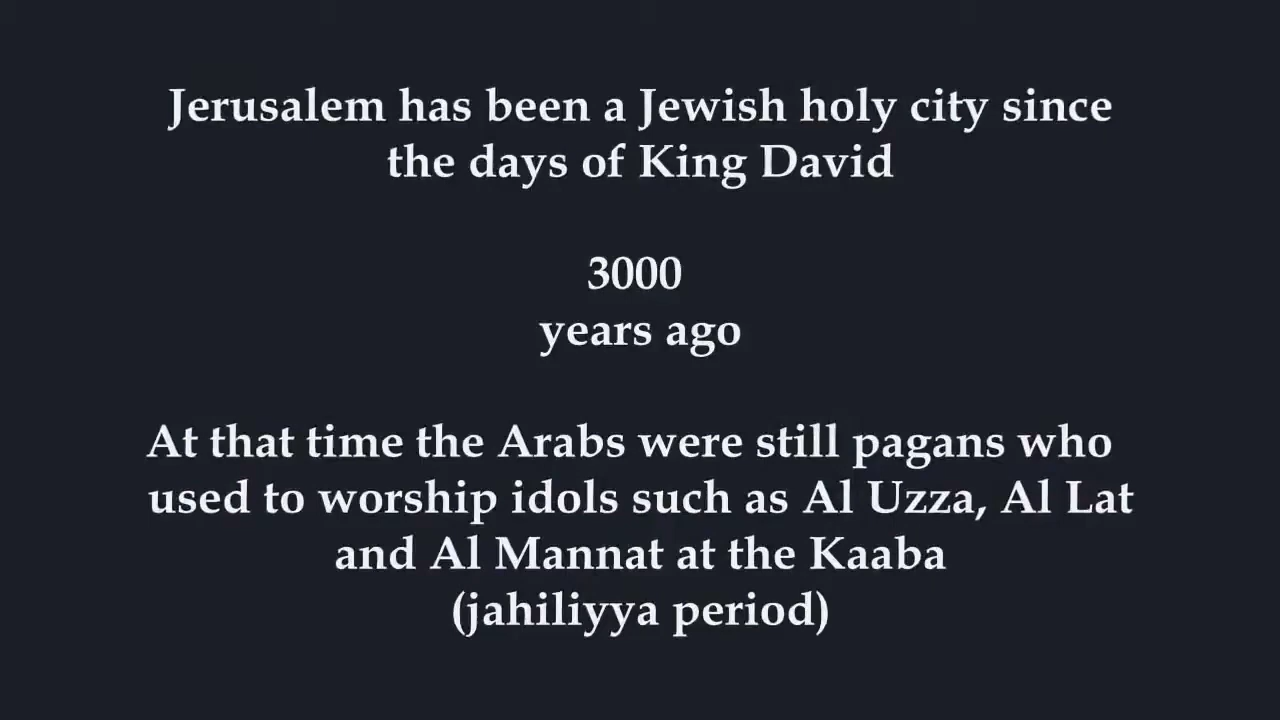 Jerusalem has been a Jewish holy city since
the days of King David
3000
years ago
At that time the Arabs were still pagans who
used to worship idols such as Al Uzza, Al Lat
and Al Mannat at the Kaaba
(jahiliyya period)